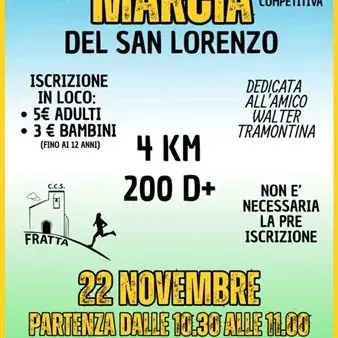 MARCIA
COMPETITIVA
DEL SAN LORENZO
ISCRIZIONE
IN LOCO:
• 5€ ADULTI
• 3 € BAMBINI
(FINO AI 12 ANNI)
DEDICATA
ALL'AMICO
WALTER
TRAMONTINA
4 KM
200 D+
C.C.S.
FRATTA
NON E'
NECESSARIA
LA PRE
ISCRIZIONE
22 NOVEMBRE
PARTENZA DALLE 10.30 ALLE 11.00